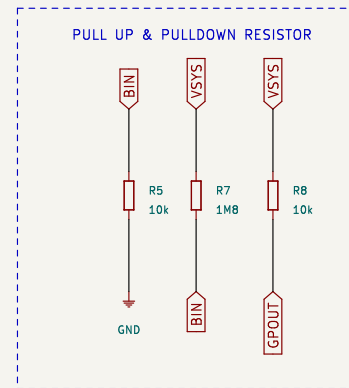 PULL UP & PULLDOWN RESISTOR
BIN
VSYS
VSYS
R5
10k
R7
1M8
R8
10k
GND
BIN
GPOUT